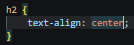 h2 {
    text-align: center;
}